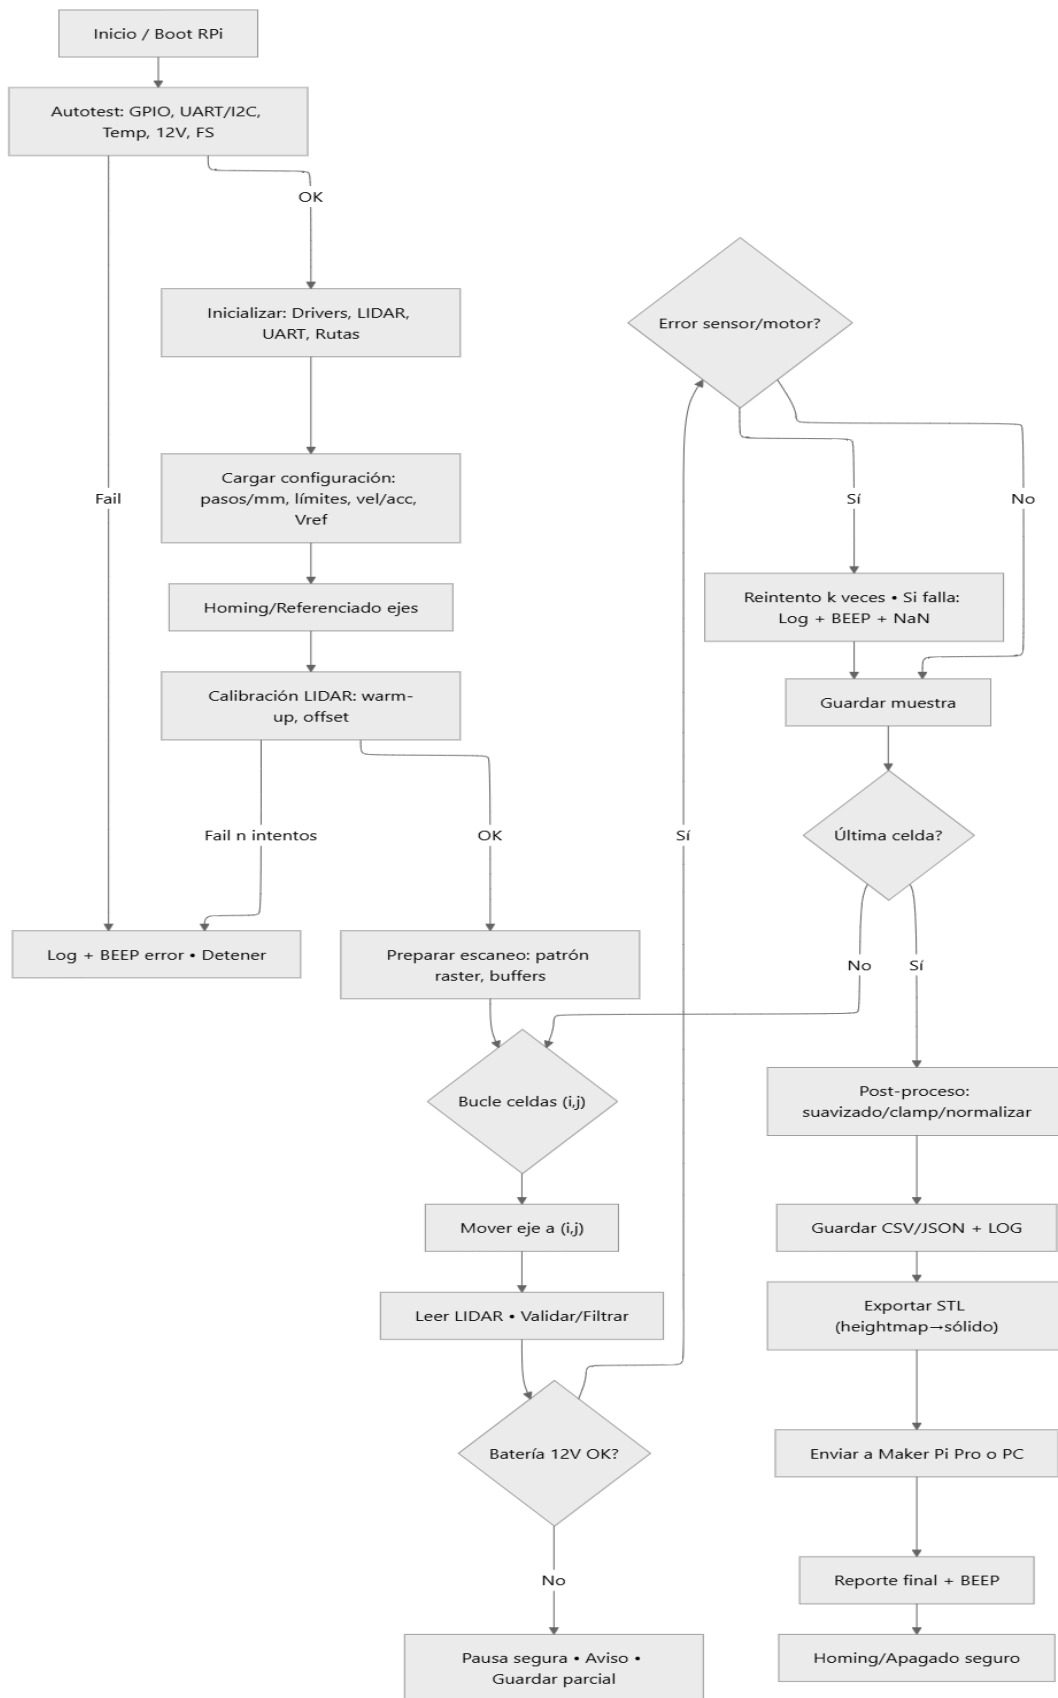 Inicio / Boot RPi
Autotest: GPIO, UART/I2C,
Temp, 12V, FS
OK
Inicializar: Drivers, LIDAR,
UART, Rutas
Cargar configuración:
pasos/mm, límites, vel/acc,
Vref
Fail
Homing/Referenciado ejes
Calibración LIDAR: warm-
up, offset
Fail n intentos
OK
Log + BEEP error • Detener
Preparar escaneo: patrón
raster, buffers
Bucle celdas (i,j)
Mover eje a (i,j)
Leer LIDAR • Validar/Filtrar
Batería 12V OK?
No
Pausa segura • Aviso •
Guardar parcial
Sí
Error sensor/motor?
Sí
No
Reintento k veces • Si falla:
Log + BEEP + NaN
Guardar muestra
Última celda?
No
Sí
Post-proceso:
suavizado/clamp/normalizar
Guardar CSV/JSON + LOG
Exportar STL
(heightmap→sólido)
Enviar a Maker Pi Pro o PC
Reporte final + BEEP
Homing/Apagado seguro